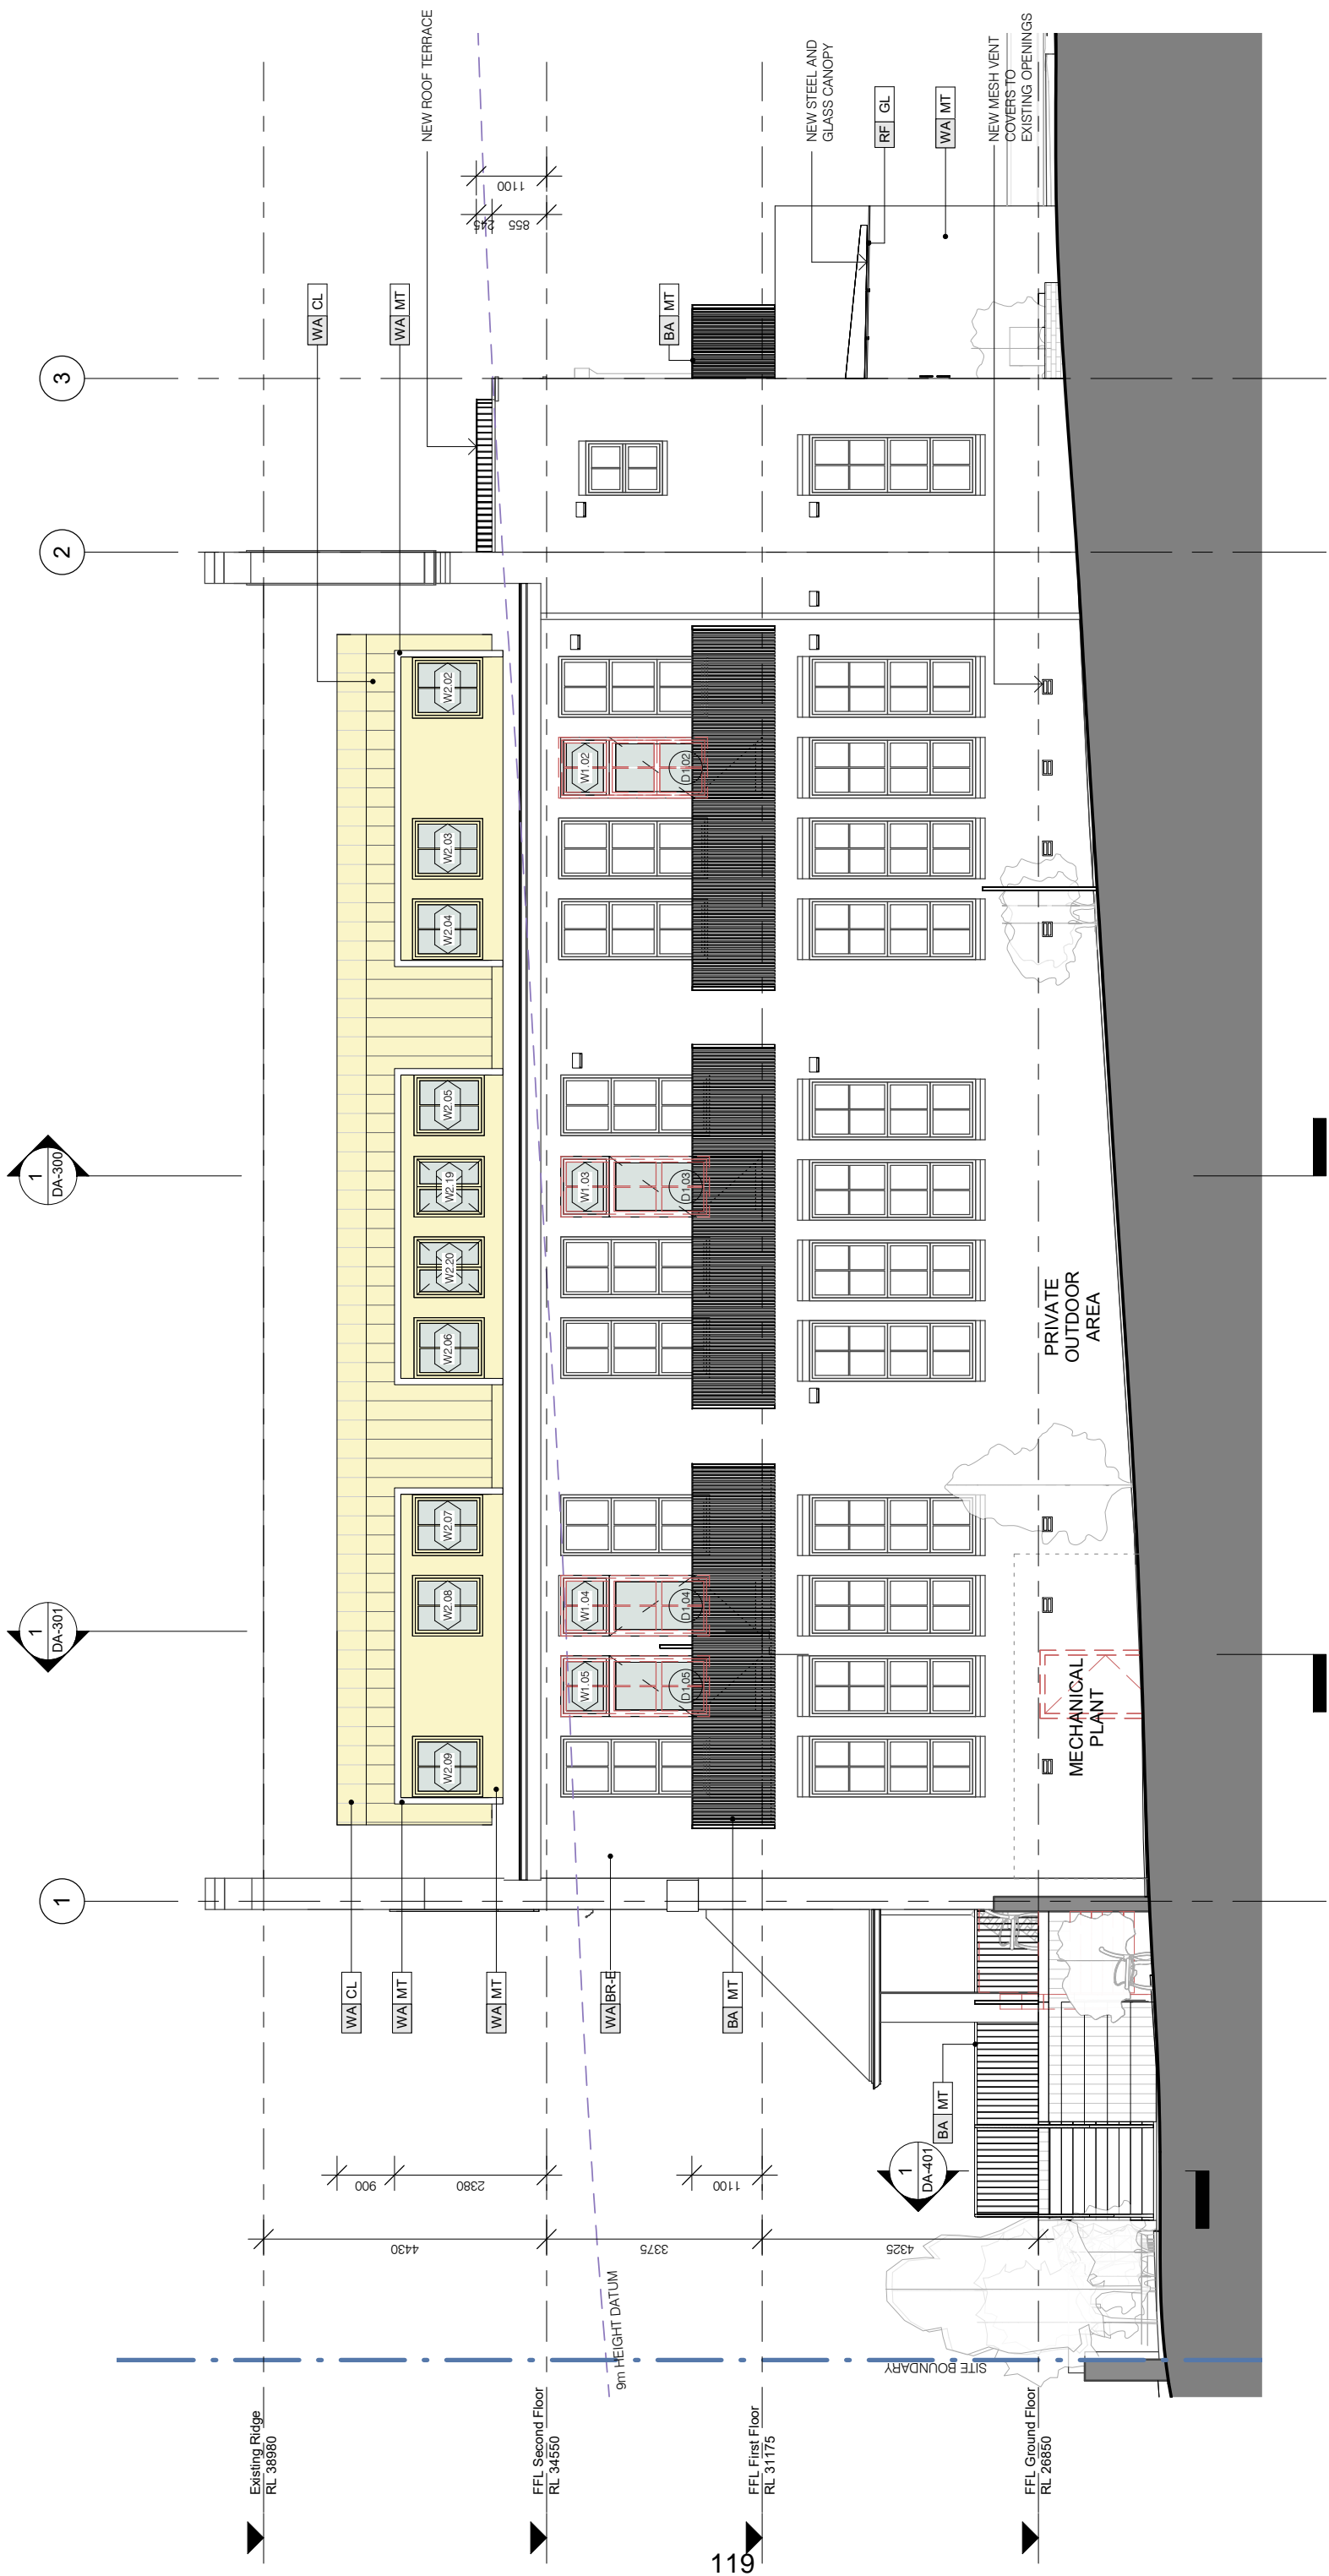 Existing Ridge
RL 38980
FFL Second Floor
RL 34550
FFL First Floor
RL 31175
FFL Ground Floor
RL 26850
SITE BOUNDARY
9m HEIGHT DATUM
4430
3375
4325
900
2380
1100
1
DA-401
BA MT
WA CL
WA MT
WA MT
WA BR-E
BA MT
1
1
DA-301
1
DA-300
2
3
W2.09
W2.08
W2.07
W2.06
W2.20
W2.19
W2.05
W2.04
W2.03
W2.02
W1.05
D1.05
W1.04
D1.04
W1.03
D1.03
W1.02
D1.02
MECHANICAL
PLANT
PRIVATE
OUTDOOR
AREA
WA CL
WA MT
BA MT
245
855
1100
NEW ROOF TERRACE
NEW STEEL AND
GLASS CANOPY
RF GL
WA MT
NEW MESH VENT
COVERS TO
EXISTING OPENINGS
119